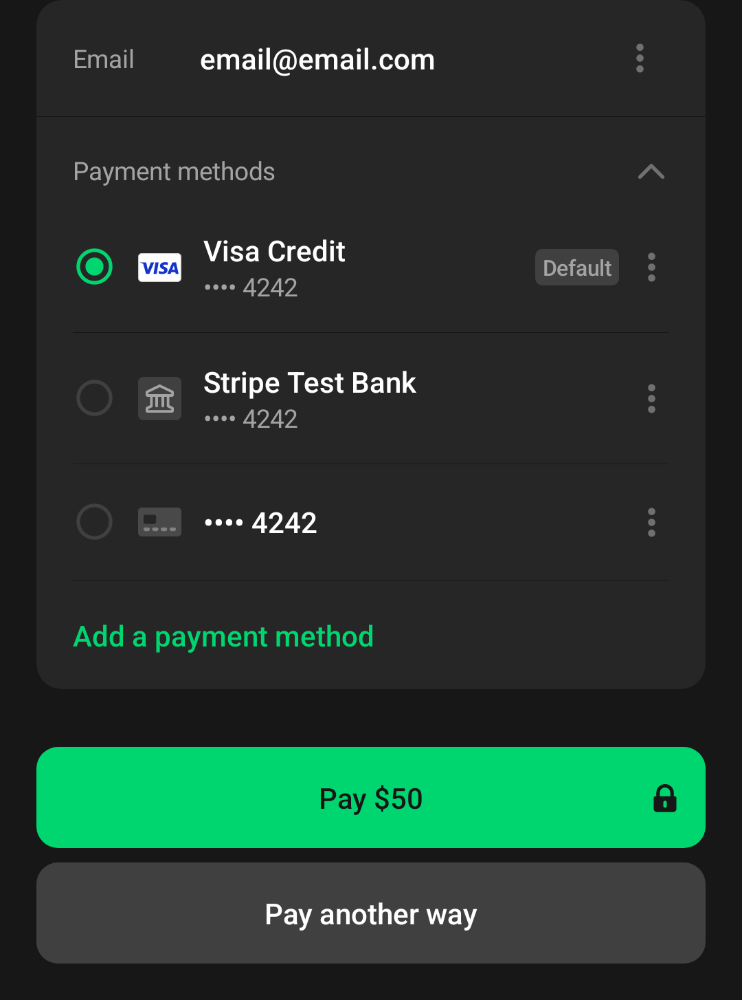 Email email@email.com
Payment methods
VISA Visa Credit Default
•••• 4242
Stripe Test Bank
•••• 4242
•••• 4242
Add a payment method
Pay $50
Pay another way